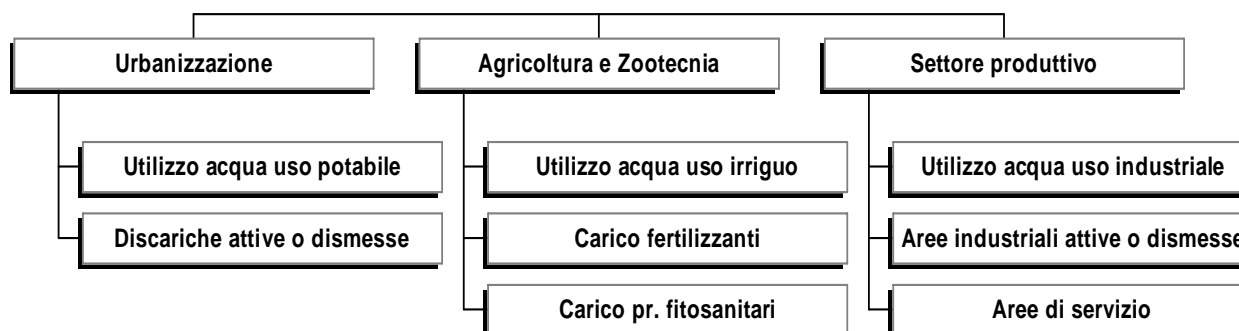 Urbanizzazione
Agricoltura e Zootecnia
Settore produttivo
Utilizzo acqua uso potabile
Utilizzo acqua uso irriguo
Utilizzo acqua uso industriale
Discariche attive o dismesse
Carico fertilizzanti
Aree industriali attive o dismesse
Carico pr. fitosanitari
Aree di servizio